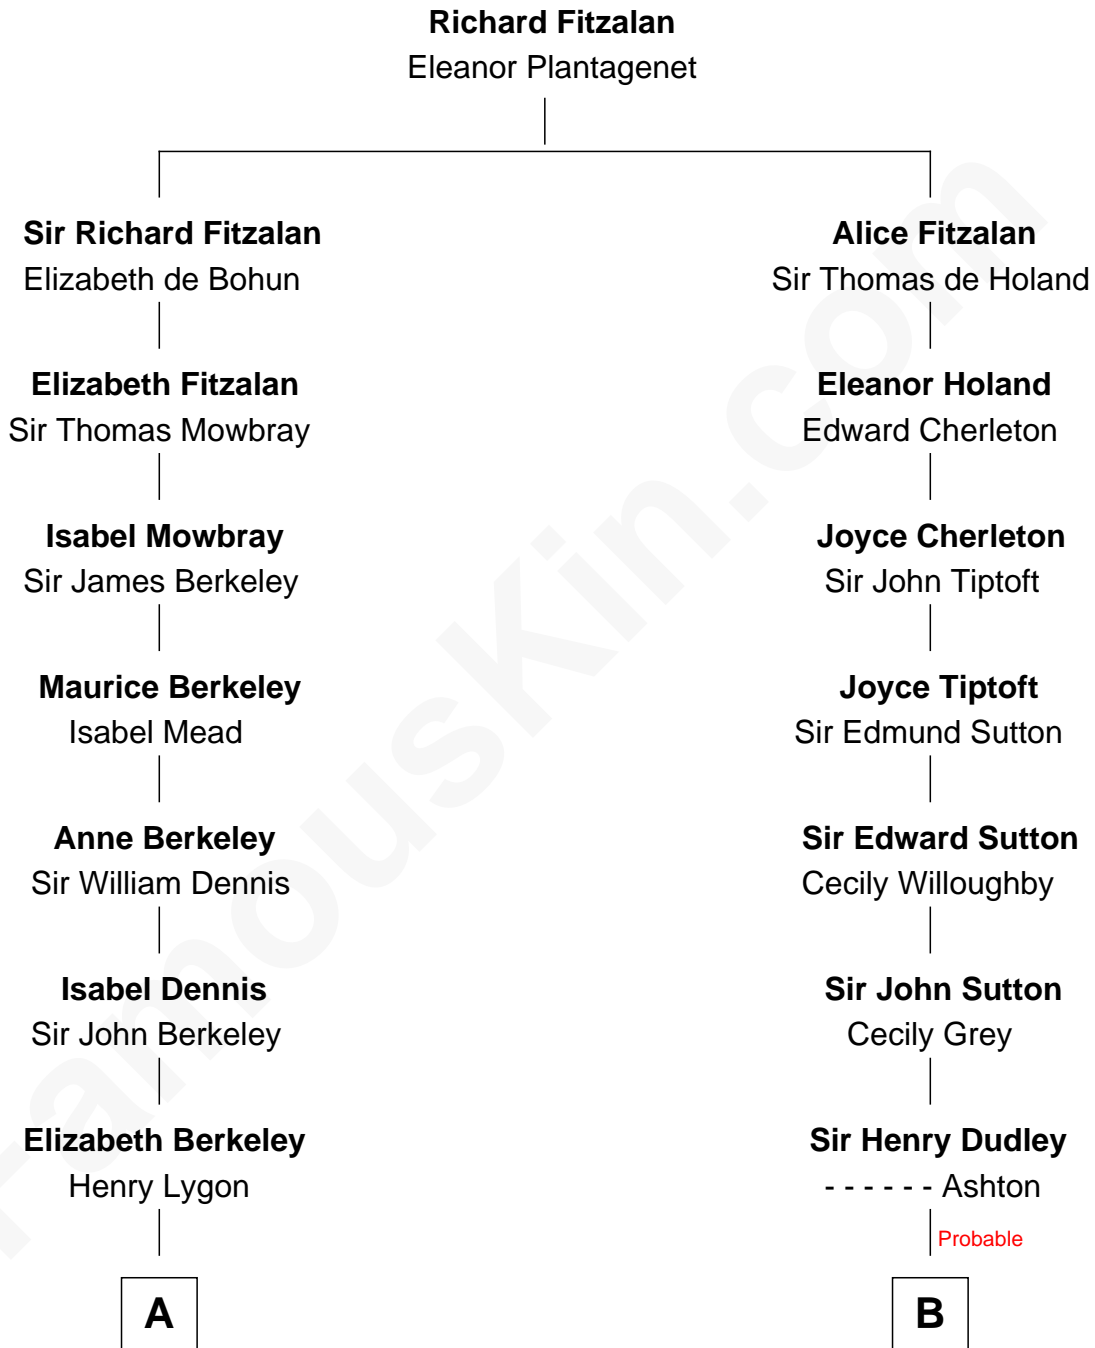 Richard Fitzalan
Eleanor Plantagenet
Sir Richard Fitzalan
Elizabeth de Bohun
Alice Fitzalan
Sir Thomas de Holand
Elizabeth Fitzalan
Sir Thomas Mowbray
Eleanor Holand
Edward Cherleton
Isabel Mowbray
Sir James Berkeley
Joyce Cherleton
Sir John Tiptoft
Maurice Berkeley
Isabel Mead
Joyce Tiptoft
Sir Edmund Sutton
Anne Berkeley
Sir William Dennis
Sir Edward Sutton
Cecily Willoughby
Isabel Dennis
Sir John Berkeley
Sir John Sutton
Cecily Grey
Elizabeth Berkeley
Henry Lygon
Sir Henry Dudley
- - - - - - Ashton
Probable
A
B
FamousKin.com